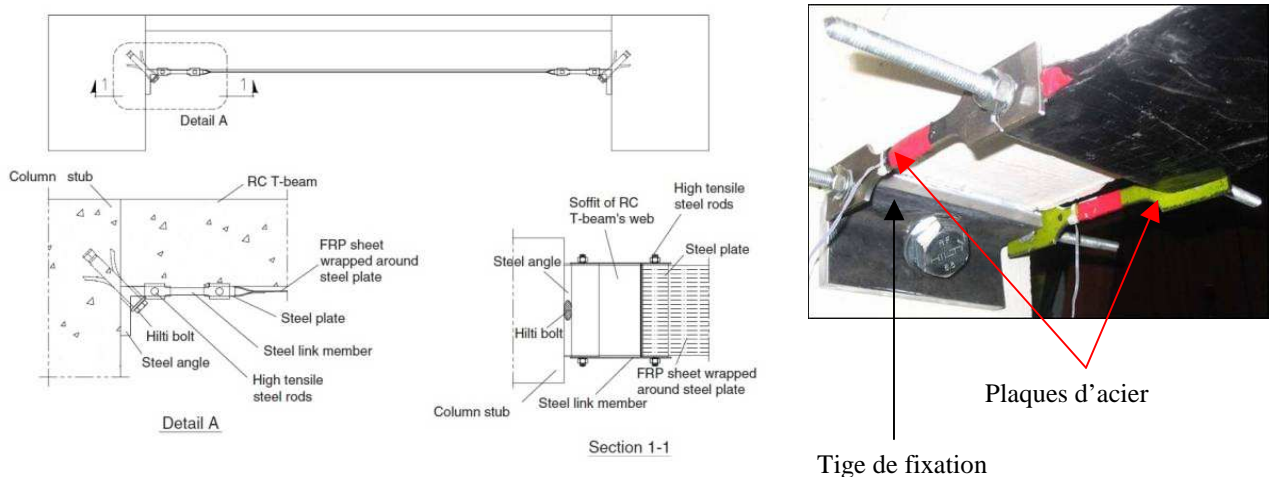 1
1
Detail A
Column stub
RC T-beam
FRP sheet
wrapped around
steel plate
Steel plate
Hilti bolt
Steel link member
Steel angle
High tensile
steel rods
Detail A
High tensile
steel rods
Soffit of RC
T-beam's web
Steel plate
Steel angle
Hilti bolt
FRP sheet wrapped
around steel plate
Steel link member
Column stub
Section 1-1
8.8
Plaques d'acier
Tige de fixation